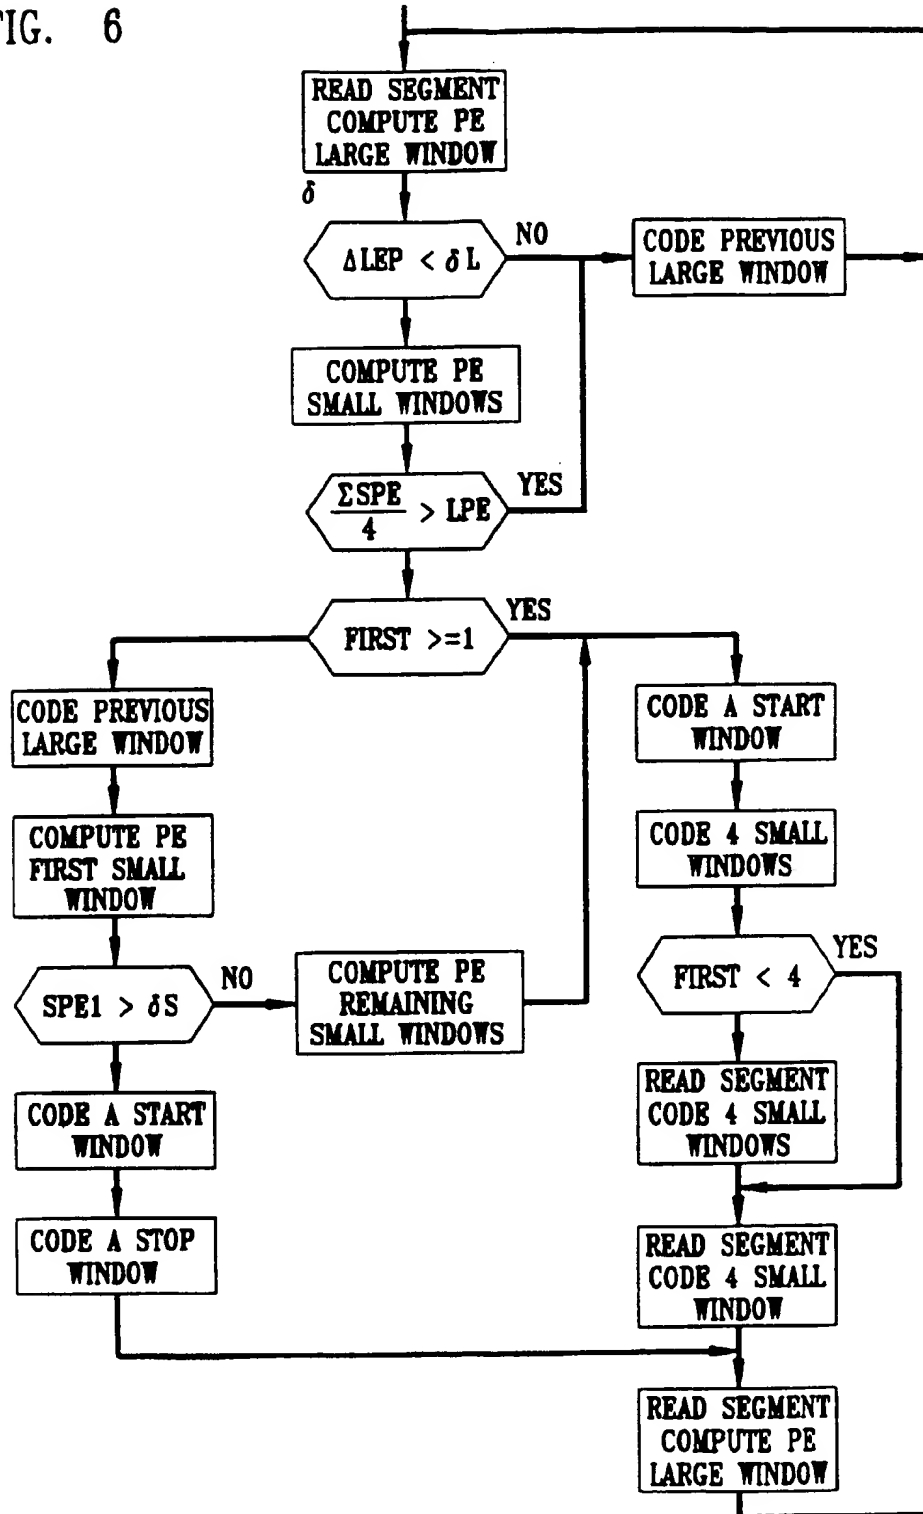 FIG. 6
READ SEGMENT
COMPUTE PE
LARGE WINDOW
δ
ΔLEP < δL
NO
CODE PREVIOUS
LARGE WINDOW
COMPUTE PE
SMALL WINDOWS
ΣSPE
4
> LPE
YES
FIRST >=1
YES
CODE PREVIOUS
LARGE WINDOW
CODE A START
WINDOW
COMPUTE PE
FIRST SMALL
WINDOW
CODE 4 SMALL
WINDOWS
SPE1 > δS
NO
COMPUTE PE
REMAINING
SMALL WINDOWS
FIRST < 4
YES
CODE A START
WINDOW
READ SEGMENT
CODE 4 SMALL
WINDOWS
CODE A STOP
WINDOW
READ SEGMENT
CODE 4 SMALL
WINDOW
READ SEGMENT
COMPUTE PE
LARGE WINDOW